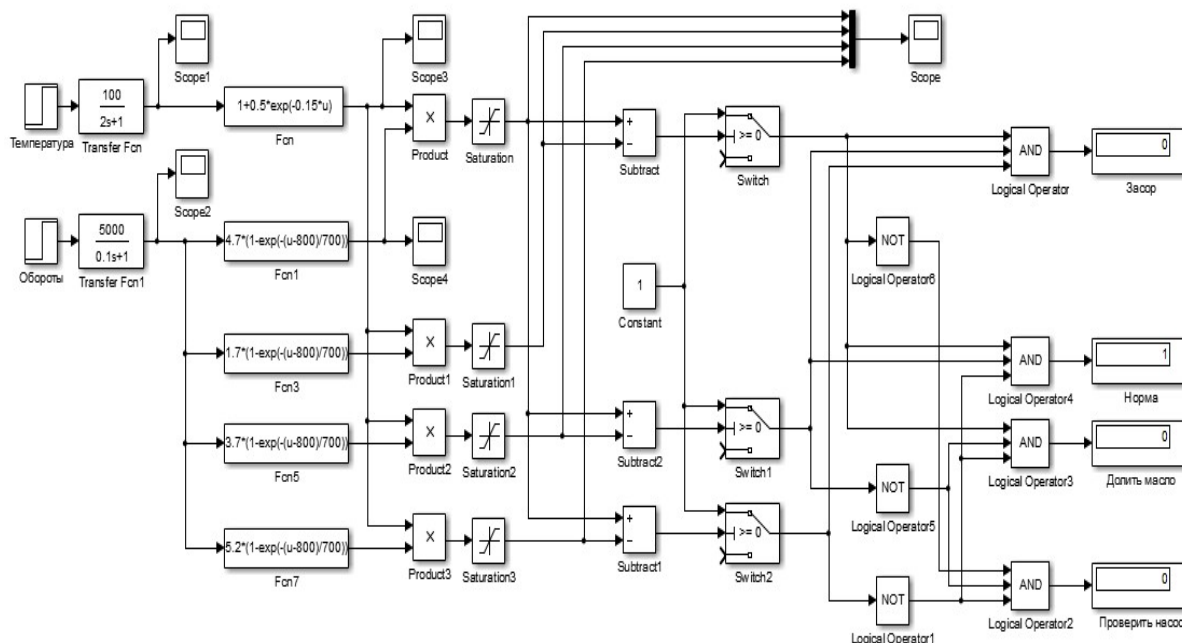 Scope1
Scope3
Scope
100
2s+1
1+0.5*exp(-0.15*u)
×
Температура
Transfer Fcn
Fcn
Product
Saturation
+
−
Subtract
>= 0
Switch
AND
Logical Operator
0
Засор
Scope2
5000
0.1s+1
4.7*(1-exp(-(u-800)/700))
Обороты
Transfer Fcn1
Fcn1
Scope4
1
Constant
NOT
Logical Operator6
1.7*(1-exp(-(u-800)/700))
Fcn3
×
Product1
Saturation1
AND
Logical Operator4
1
Норма
3.7*(1-exp(-(u-800)/700))
Fcn5
×
Product2
Saturation2
+
−
Subtract2
>= 0
Switch1
AND
Logical Operator3
0
Долить масло
NOT
Logical Operator5
5.2*(1-exp(-(u-800)/700))
Fcn7
×
Product3
Saturation3
+
−
Subtract1
>= 0
Switch2
NOT
Logical Operator1
AND
Logical Operator2
0
Проверить насос